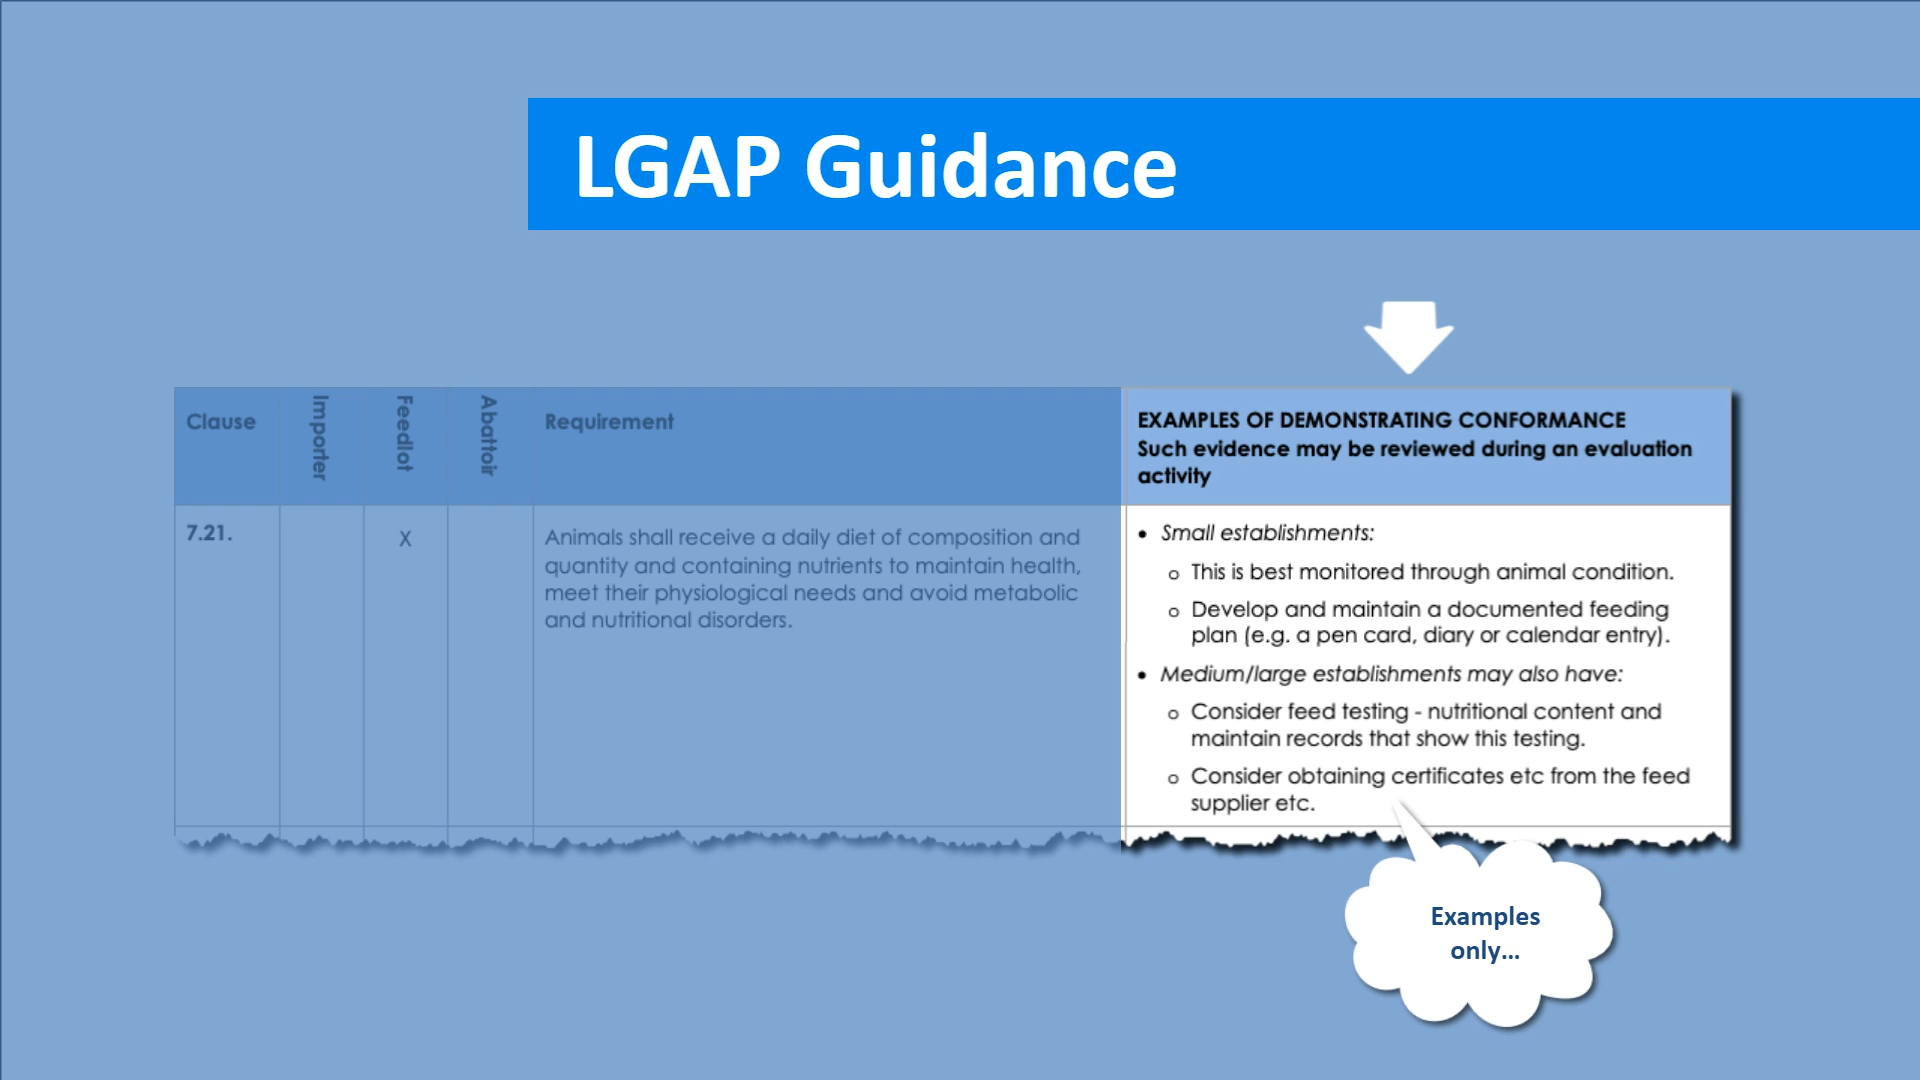 LGAP Guidance
Clause
Importer
Feedlot
Abattoir
Requirement
EXAMPLES OF DEMONSTRATING CONFORMANCE
Such evidence may be reviewed during an evaluation
activity
7.21.
X
Animals shall receive a daily diet of composition and
quantity and containing nutrients to maintain health,
meet their physiological needs and avoid metabolic
and nutritional disorders.
• Small establishments:
o This is best monitored through animal condition.
o Develop and maintain a documented feeding
plan (e.g. a pen card, diary or calendar entry).
• Medium/large establishments may also have:
o Consider feed testing - nutritional content and
maintain records that show this testing.
o Consider obtaining certificates etc from the feed
supplier etc.
Examples
only...